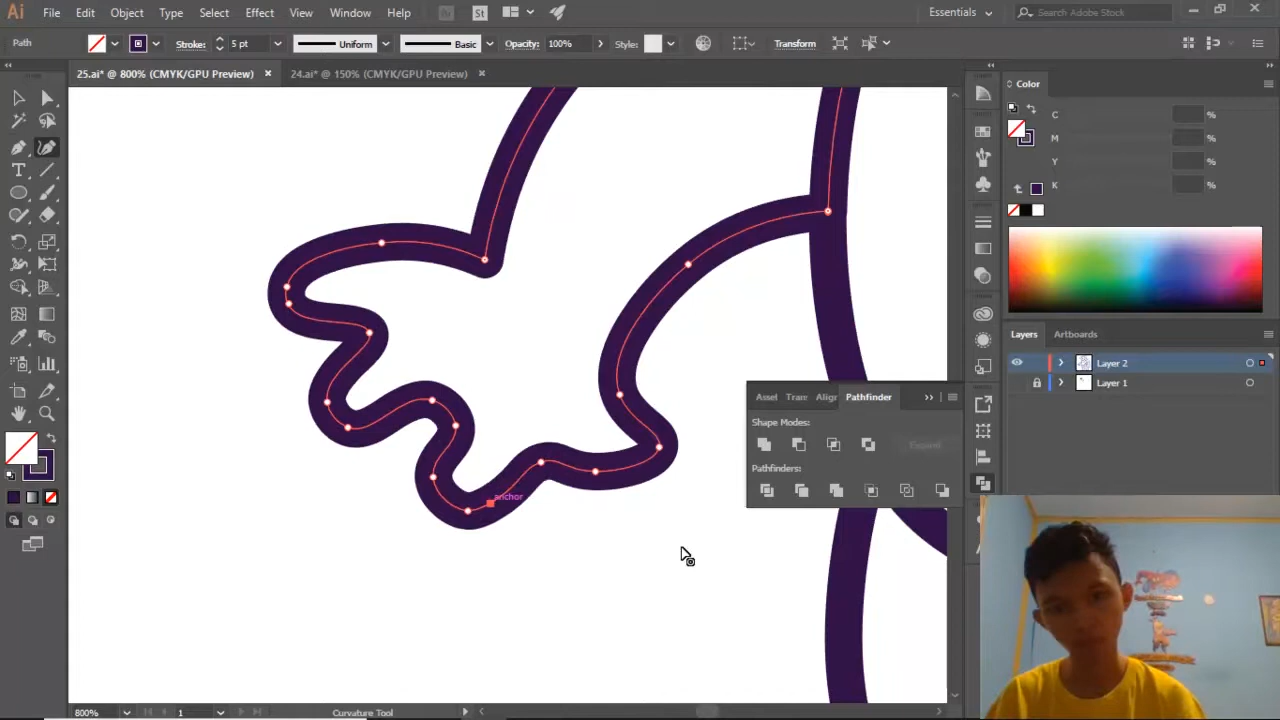 Ai File Edit Object Type Select Effect View Window Help Br St Essentials Search Adobe Stock
Path Stroke: 5 pt Uniform Basic Opacity: 100% Style: Transform
25.ai* @ 800% (CMYK/GPU Preview) × 24.ai* @ 150% (CMYK/GPU Preview) ×
Color
C %
M %
Y %
K %
Layers Artboards
Layer 2
Layer 1
Asset Trans Align Pathfinder
Shape Modes:
Expand
Pathfinders:
anchor
800% 1 Curvature Tool